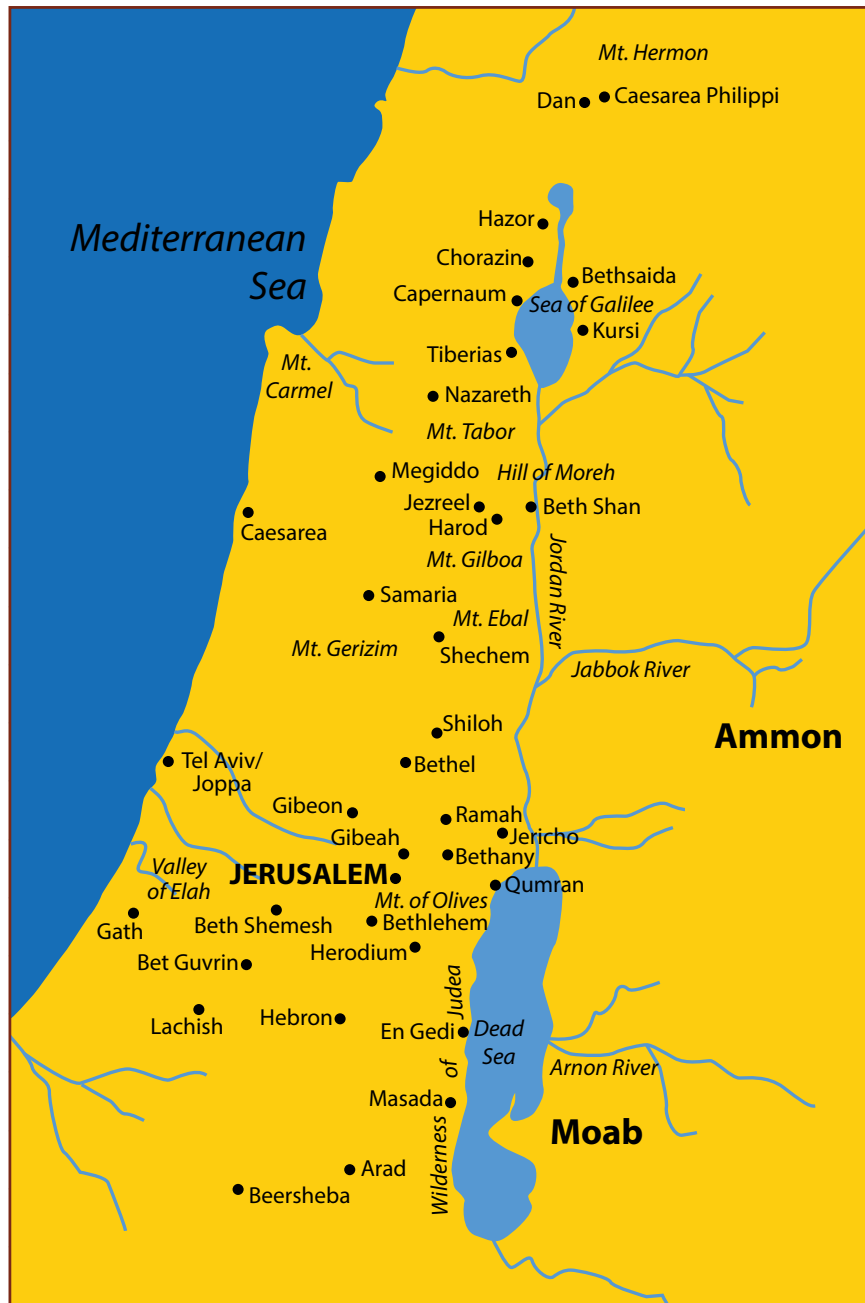 Mt. Hermon
Dan
Caesarea Philippi
Mediterranean
Sea
Hazor
Chorazin
Bethsaida
Capernaum
Sea of Galilee
Kursi
Tiberias
Mt.
Carmel
Nazareth
Mt. Tabor
Megiddo
Hill of Moreh
Jezreel
Beth Shan
Harod
Caesarea
Mt. Gilboa
Jordan River
Samaria
Mt. Ebal
Mt. Gerizim
Shechem
Jabbok River
Shiloh
Ammon
Tel Aviv/
Joppa
Bethel
Gibeon
Ramah
Jericho
Gibeah
Bethany
Valley
of Elah
JERUSALEM
Qumran
Mt. of Olives
Gath
Beth Shemesh
Bethlehem
Herodium
Bet Guvrin
Lachish
Hebron
En Gedi
Dead
Sea
Wilderness of Judea
Arnon River
Masada
Moab
Arad
Beersheba